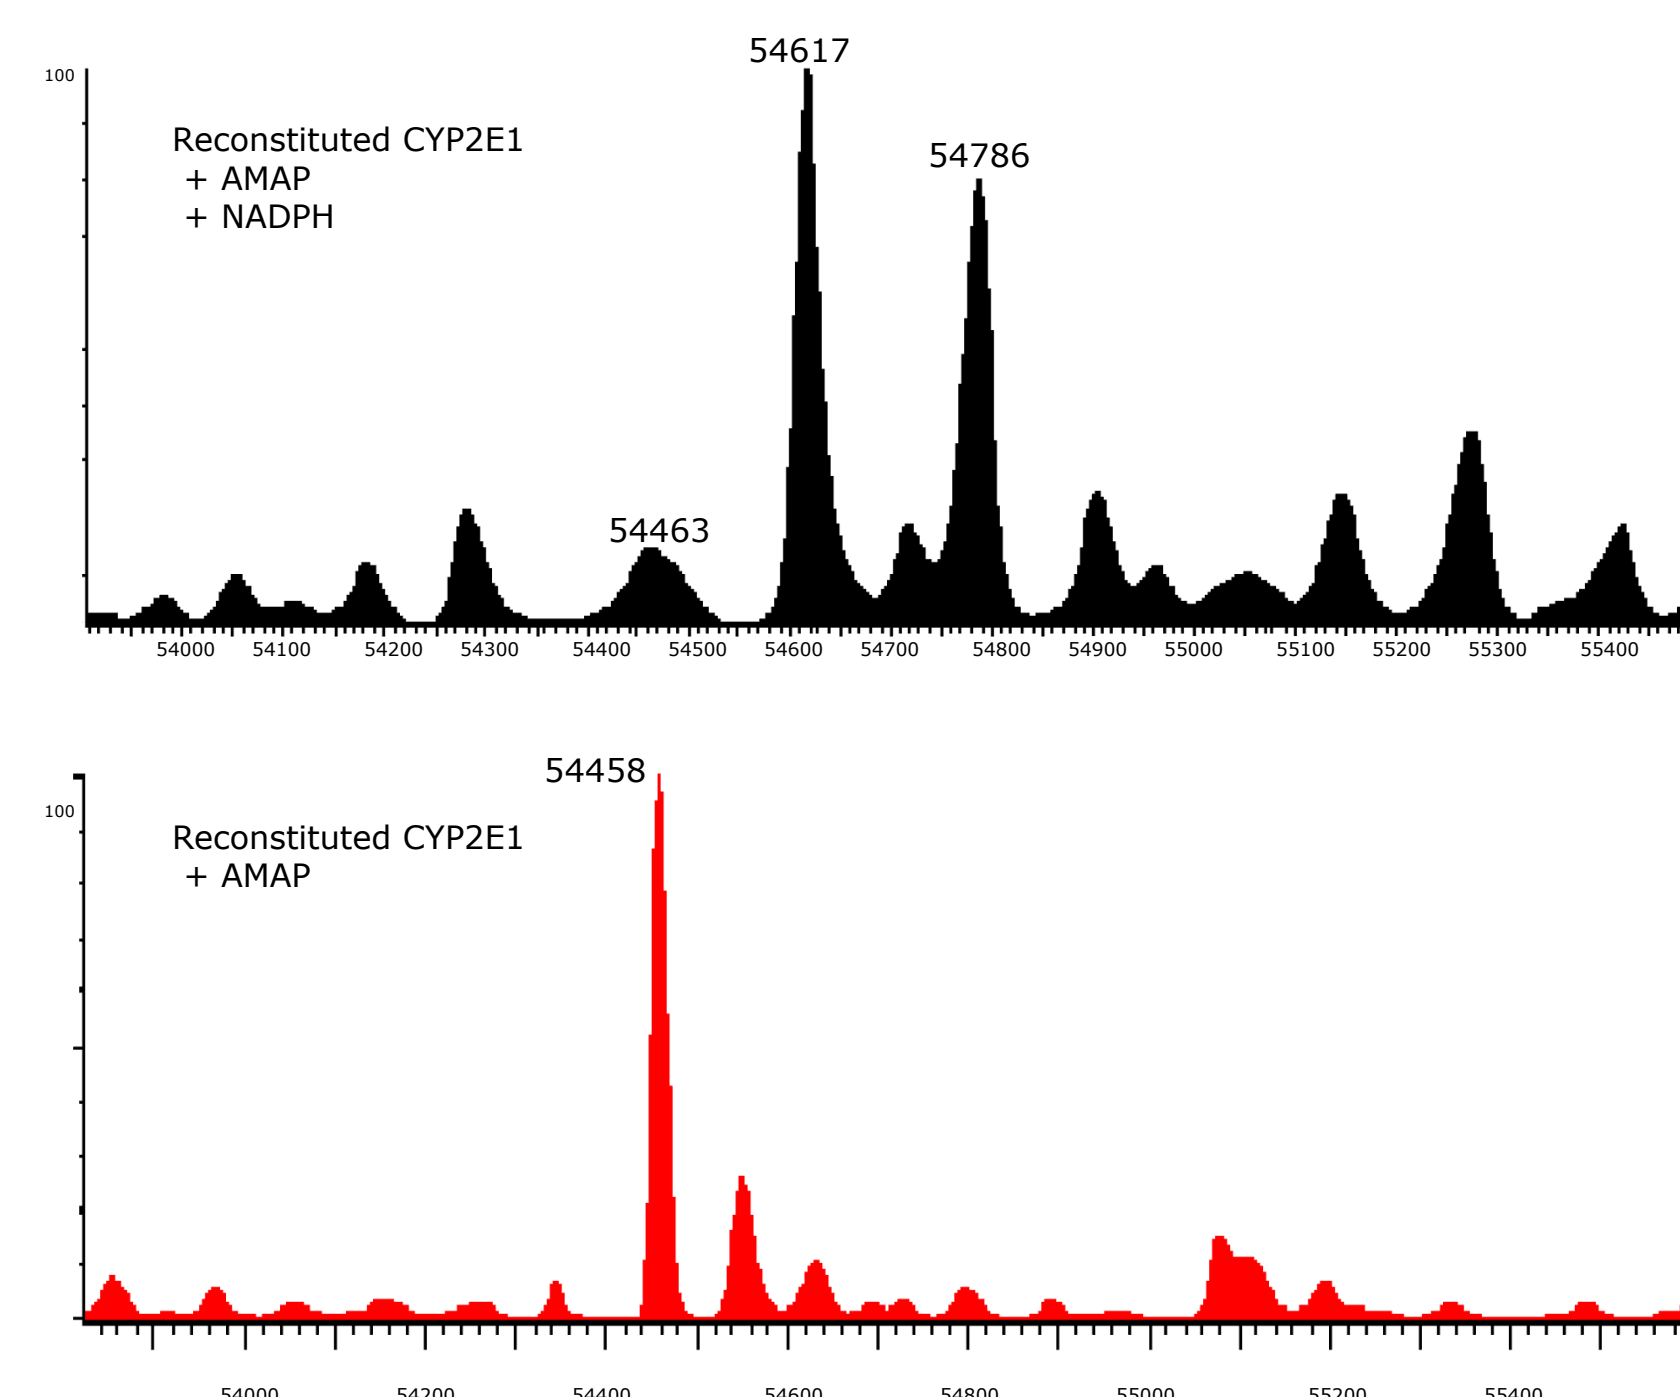 54617
100
54786
Reconstituted CYP2E1
+ AMAP
+ NADPH
54463
54000 54100 54200 54300 54400 54500 54600 54700 54800 54900 55000 55100 55200 55300 55400
54458
100
Reconstituted CYP2E1
+ AMAP
54000 54200 54400 54600 54800 55000 55200 55400